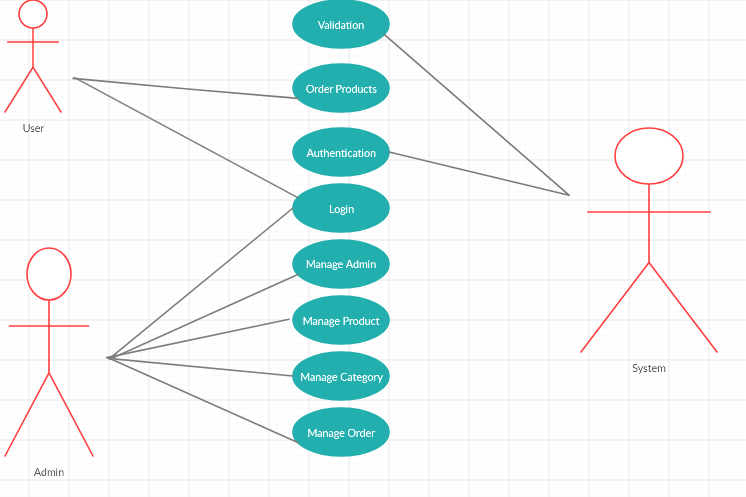 Validation
Order Products
User
Authentication
Login
Manage Admin
Manage Product
System
Manage Category
Manage Order
Admin